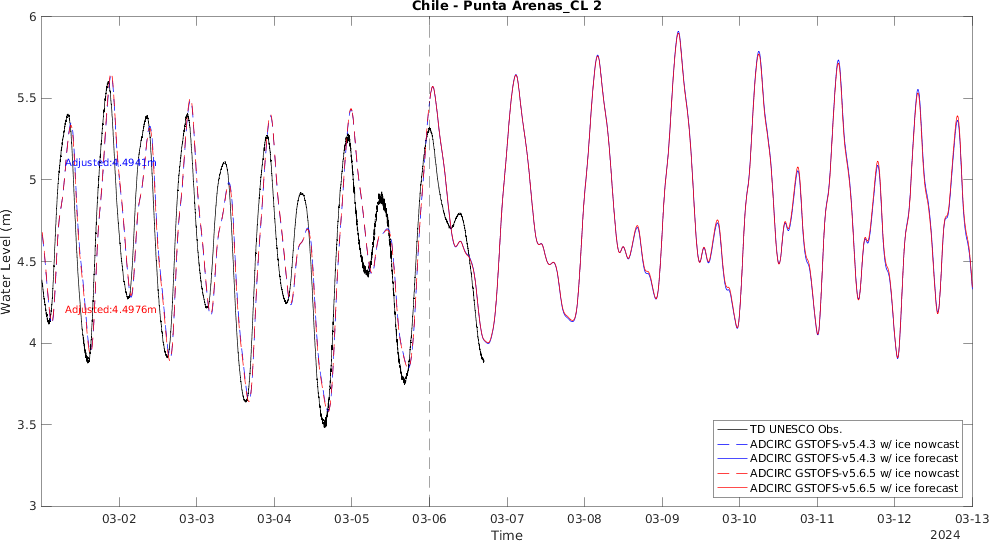 Chile - Punta Arenas_CL 2
6
5.5
5
4.5
4
3.5
3
Water Level (m)
Adjusted:4.4941m
Adjusted:4.4976m
TD UNESCO Obs.
ADCIRC GSTOFS-v5.4.3 w/ ice nowcast
ADCIRC GSTOFS-v5.4.3 w/ ice forecast
ADCIRC GSTOFS-v5.6.5 w/ ice nowcast
ADCIRC GSTOFS-v5.6.5 w/ ice forecast
03-02 03-03 03-04 03-05 03-06 03-07 03-08 03-09 03-10 03-11 03-12 03-13
Time
2024